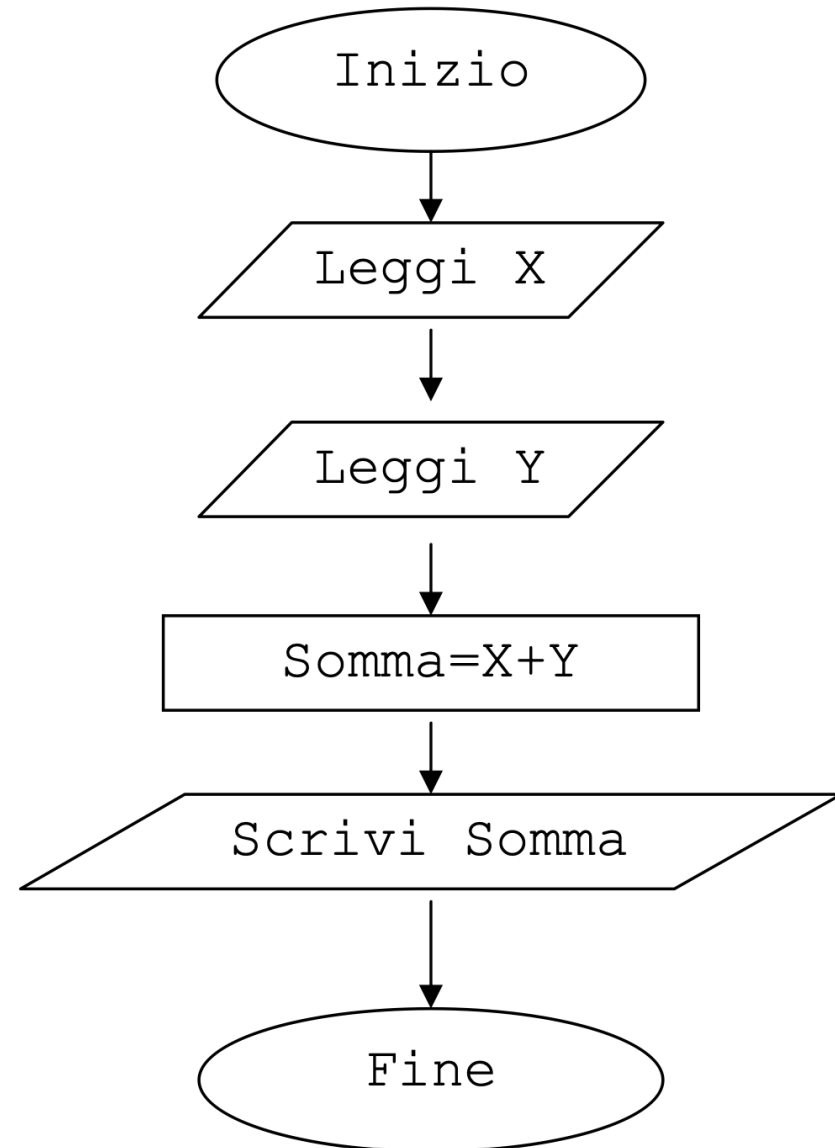 Inizio
Leggi X
Leggi Y
Somma=X+Y
Scrivi Somma
Fine